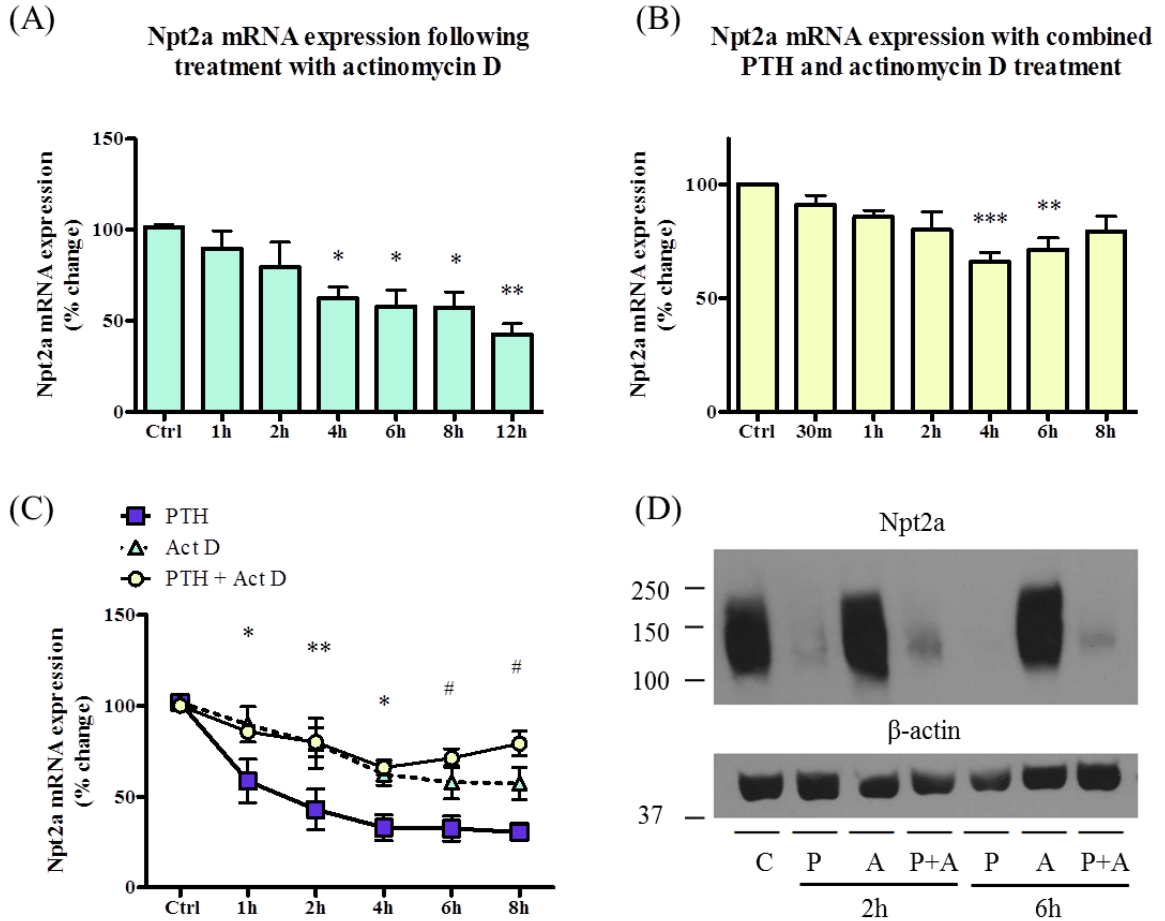 (A)
Npt2a mRNA expression following
treatment with actinomycin D
Npt2a mRNA expression
(% change)
150
100
50
0
Ctrl 1h 2h 4h 6h 8h 12h
* * * **
(B)
Npt2a mRNA expression with combined
PTH and actinomycin D treatment
Npt2a mRNA expression
(% change)
100
50
0
Ctrl 30m 1h 2h 4h 6h 8h
*** **
(C)
PTH
Act D
PTH + Act D
Npt2a mRNA expression
(% change)
150
100
50
0
Ctrl 1h 2h 4h 6h 8h
* ** * # #
(D)
Npt2a
250
150
100
β-actin
37
C P A P+A P A P+A
2h 6h